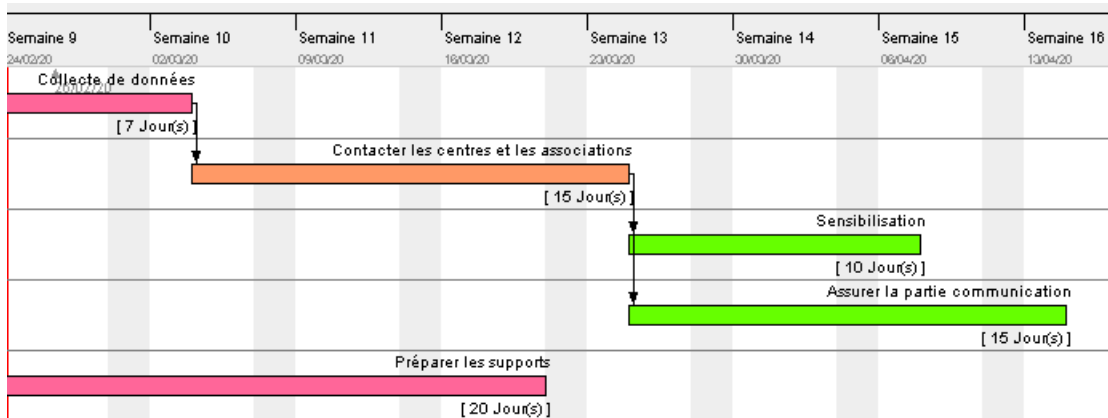 Semaine 9 Semaine 10 Semaine 11 Semaine 12 Semaine 13 Semaine 14 Semaine 15 Semaine 16
24/02/20 02/03/20 09/03/20 16/03/20 23/03/20 30/03/20 06/04/20 13/04/20
Collecte de données
26/02/20
[ 7 Jour(s) ]
Contacter les centres et les associations
[ 15 Jour(s) ]
Sensibilisation
[ 10 Jour(s) ]
Assurer la partie communication
[ 15 Jour(s) ]
Préparer les supports
[ 20 Jour(s) ]